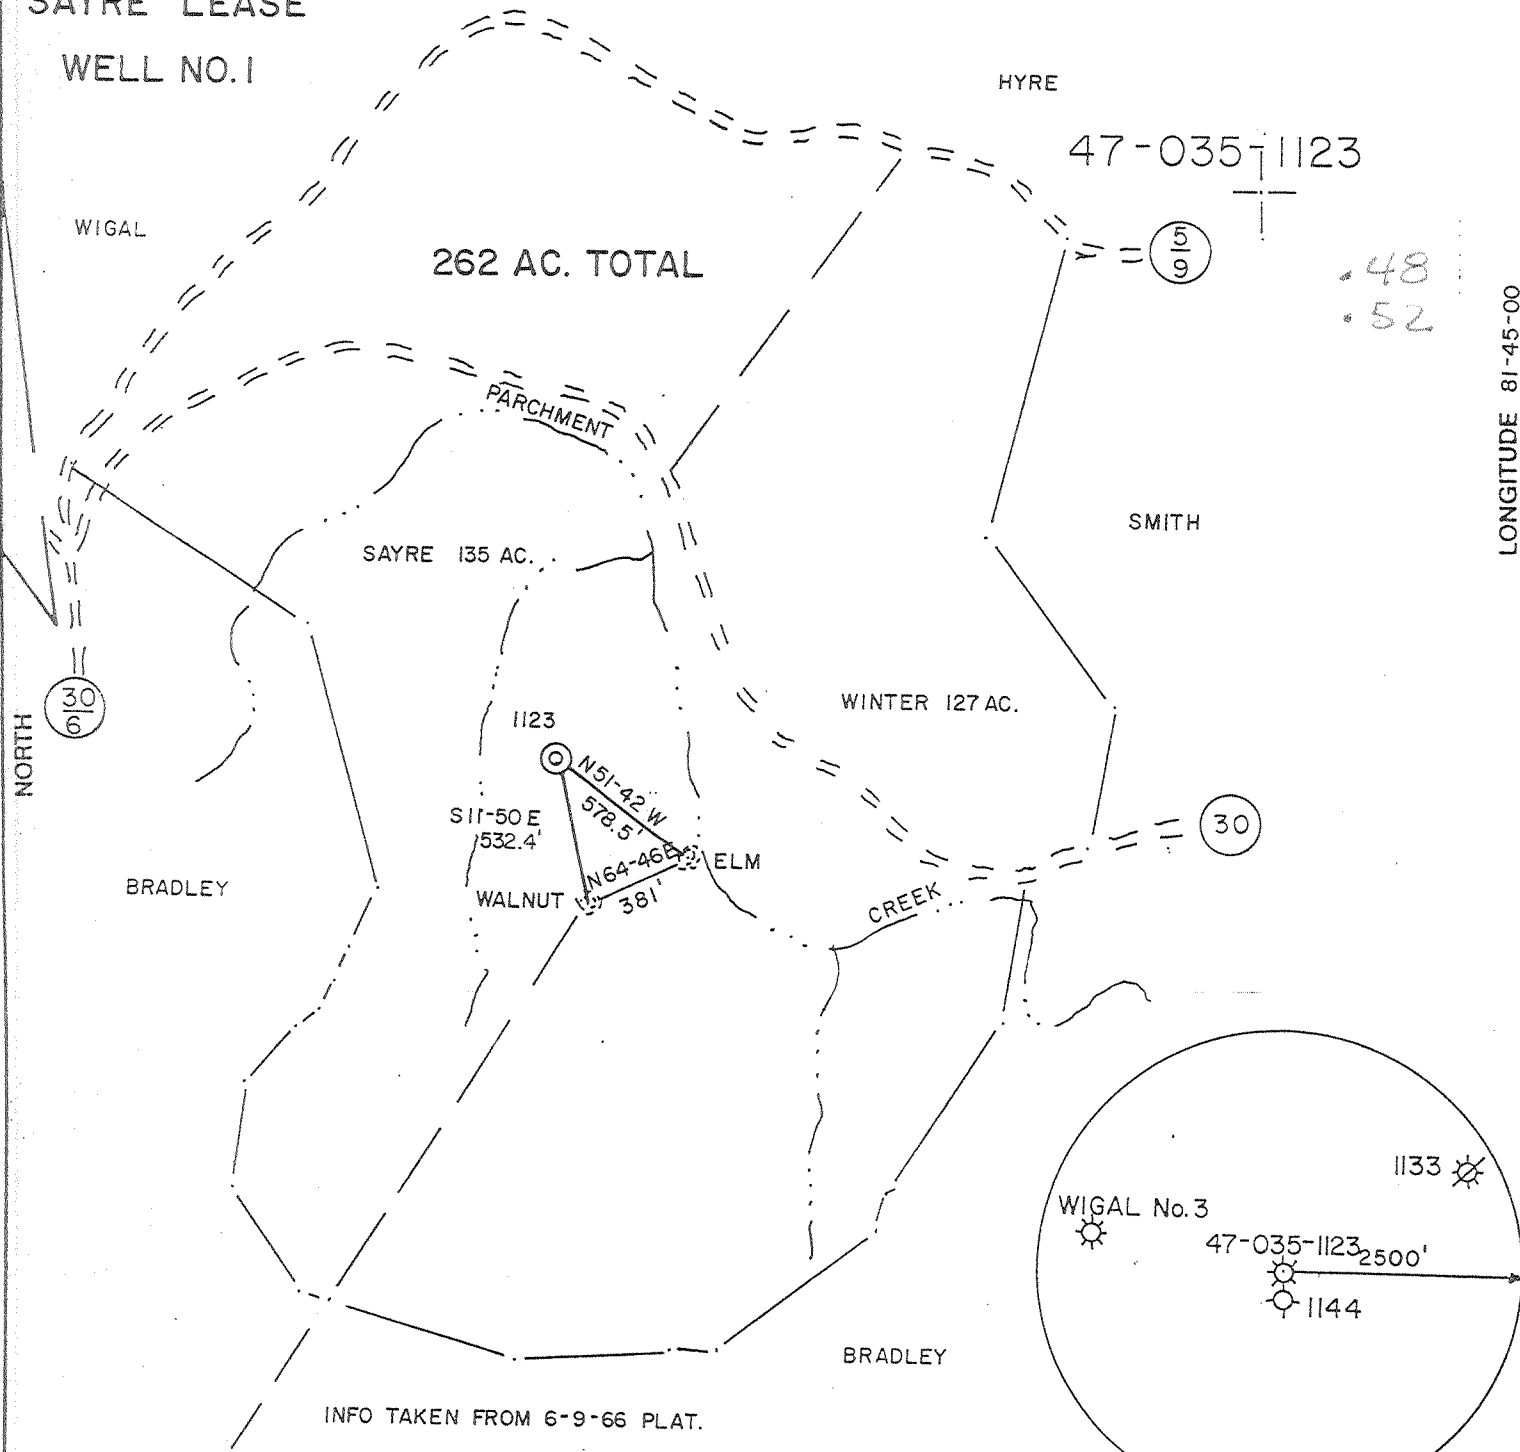 SAYRE LEASE
WELL NO. 1
HYRE
47-035-1123
WIGAL
262 AC. TOTAL
5
9
.48
.52
LONGITUDE 81-45-00
PARCHMENT
SMITH
SAYRE 135 AC.
30
6
NORTH
WINTER 127 AC.
1123
N51-42 W
578.5'
S11-50 E
532.4'
30
N64-46E
ELM
381'
WALNUT
BRADLEY
CREEK
1133
WIGAL No. 3
47-035-1123
2500'
1144
BRADLEY
INFO TAKEN FROM 6-9-66 PLAT.